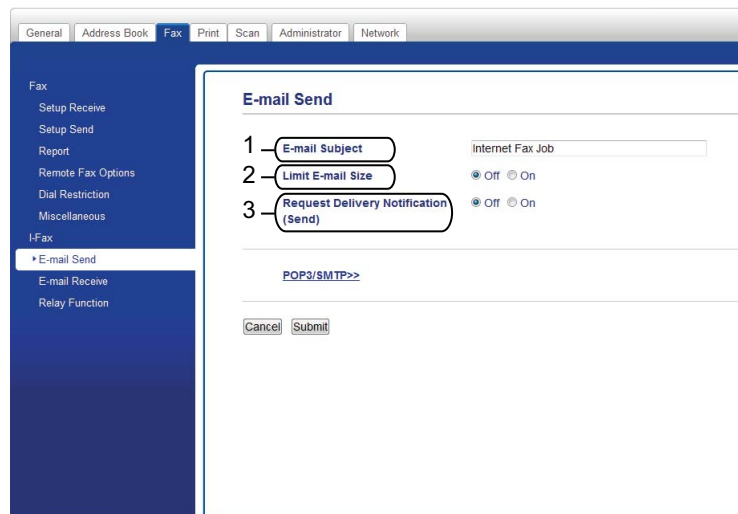 General Address Book Fax Print Scan Administrator Network
Fax
Setup Receive
Setup Send
Report
Remote Fax Options
Dial Restriction
Miscellaneous
I-Fax
E-mail Send
E-mail Receive
Relay Function
E-mail Send
1 E-mail Subject Internet Fax Job
2 Limit E-mail Size Off On
3 Request Delivery Notification Off On
(Send)
POP3/SMTP>>
Cancel Submit